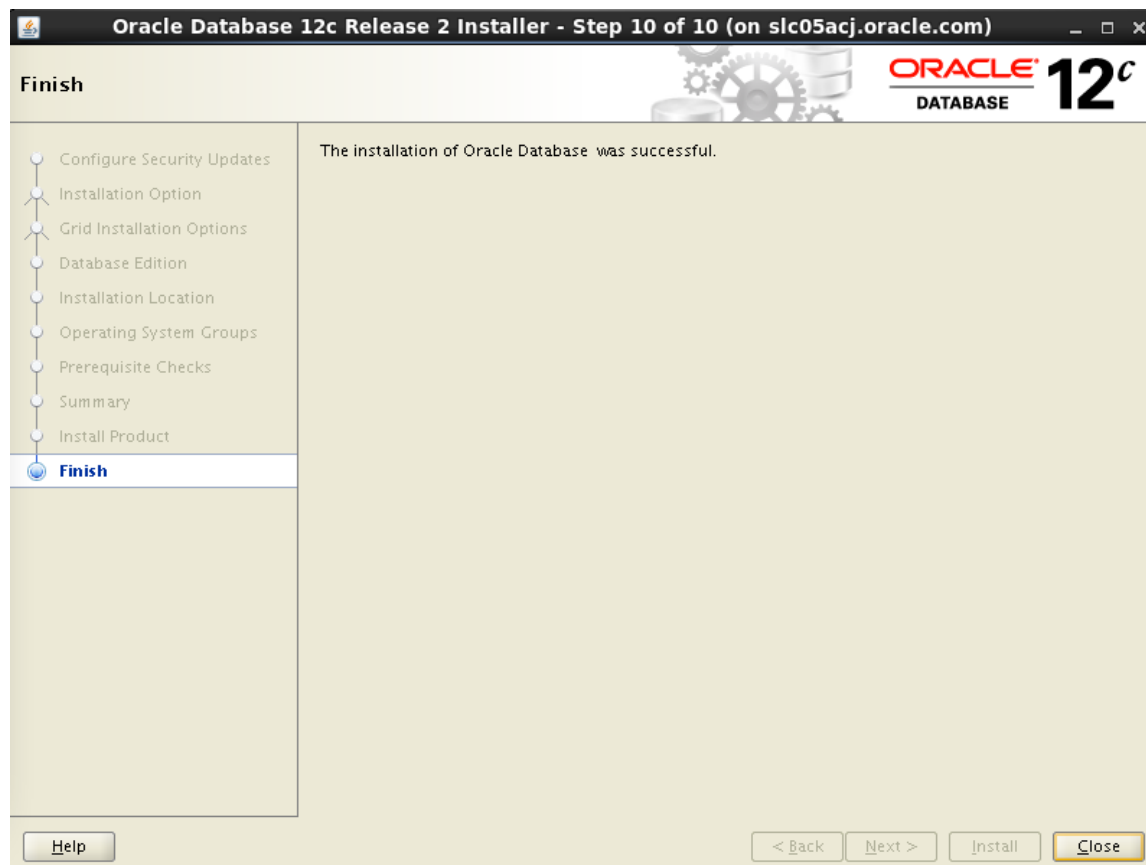 Oracle Database 12c Release 2 Installer - Step 10 of 10 (on slc05acj.oracle.com)
Finish
ORACLE
DATABASE
12c
Configure Security Updates
Installation Option
Grid Installation Options
Database Edition
Installation Location
Operating System Groups
Prerequisite Checks
Summary
Install Product
Finish
The installation of Oracle Database was successful.
Help
< Back
Next >
Install
Close